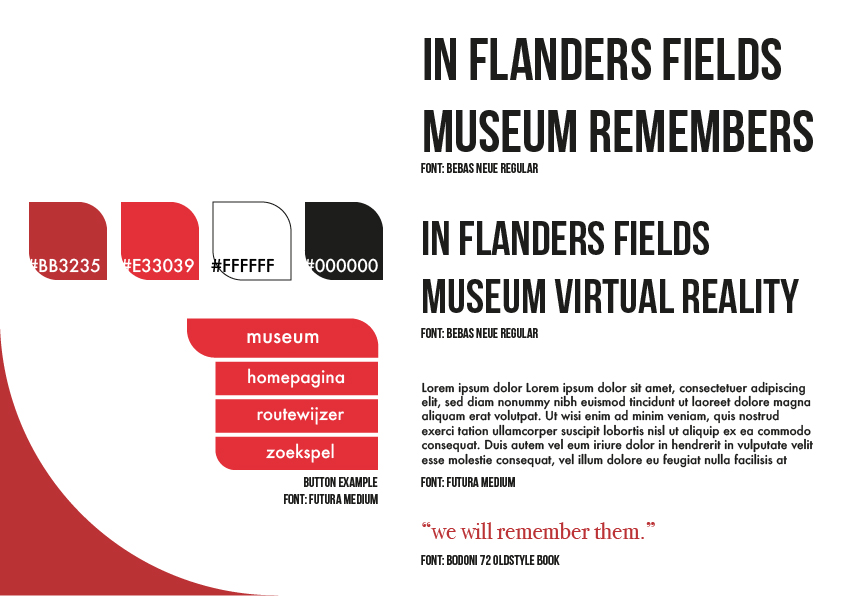 IN FLANDERS FIELDS
MUSEUM REMEMBERS
FONT: BEBAS NEUE REGULAR
#BB3235
#E33039
#FFFFFF
#000000
IN FLANDERS FIELDS
MUSEUM VIRTUAL REALITY
FONT: BEBAS NEUE REGULAR
museum
homepagina
routewijzer
zoekspel
BUTTON EXAMPLE
FONT: FUTURA MEDIUM
Lorem ipsum dolor Lorem ipsum dolor sit amet, consectetuer adipiscing
elit, sed diam nonummy nibh euismod tincidunt ut laoreet dolore magna
aliquam erat volutpat. Ut wisi enim ad minim veniam, quis nostrud
exerci tation ullamcorper suscipit lobortis nisl ut aliquip ex ea commodo
consequat. Duis autem vel eum iriure dolor in hendrerit in vulputate velit
esse molestie consequat, vel illum dolore eu feugiat nulla facilisis at
FONT: FUTURA MEDIUM
“we will remember them.”
FONT: BODONI 72 OLDSTYLE BOOK